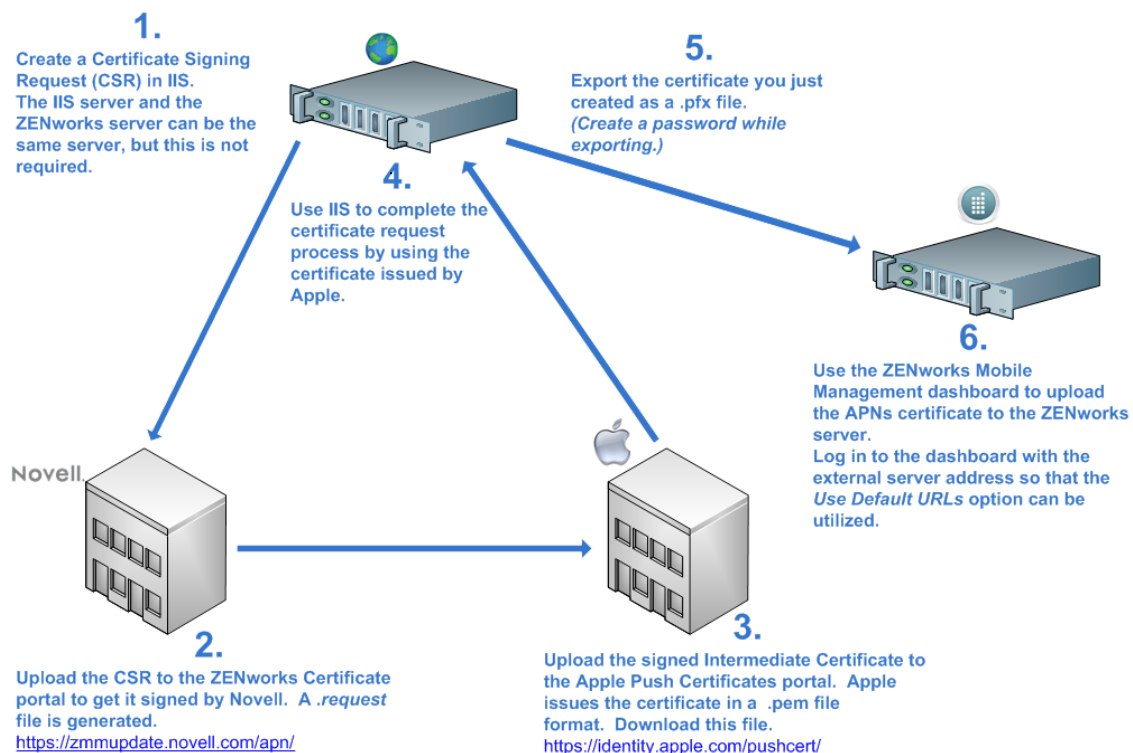 1.
Create a Certificate Signing
Request (CSR) in IIS.
The IIS server and the
ZENworks server can be the
same server, but this is not
required.
5.
Export the certificate you just
created as a .pfx file.
(Create a password while
exporting.)
4.
Use IIS to complete the
certificate request
process by using the
certificate issued by
Apple.
6.
Use the ZENworks Mobile
Management dashboard to upload
the APNs certificate to the ZENworks
server.
Log in to the dashboard with the
external server address so that the
Use Default URLs option can be
utilized.
Novell.
2.
Upload the CSR to the ZENworks Certificate
portal to get it signed by Novell. A .request
file is generated.
https://zmmupdate.novell.com/apn/
3.
Upload the signed Intermediate Certificate to
the Apple Push Certificates portal. Apple
issues the certificate in a .pem file
format. Download this file.
https://identity.apple.com/pushcert/